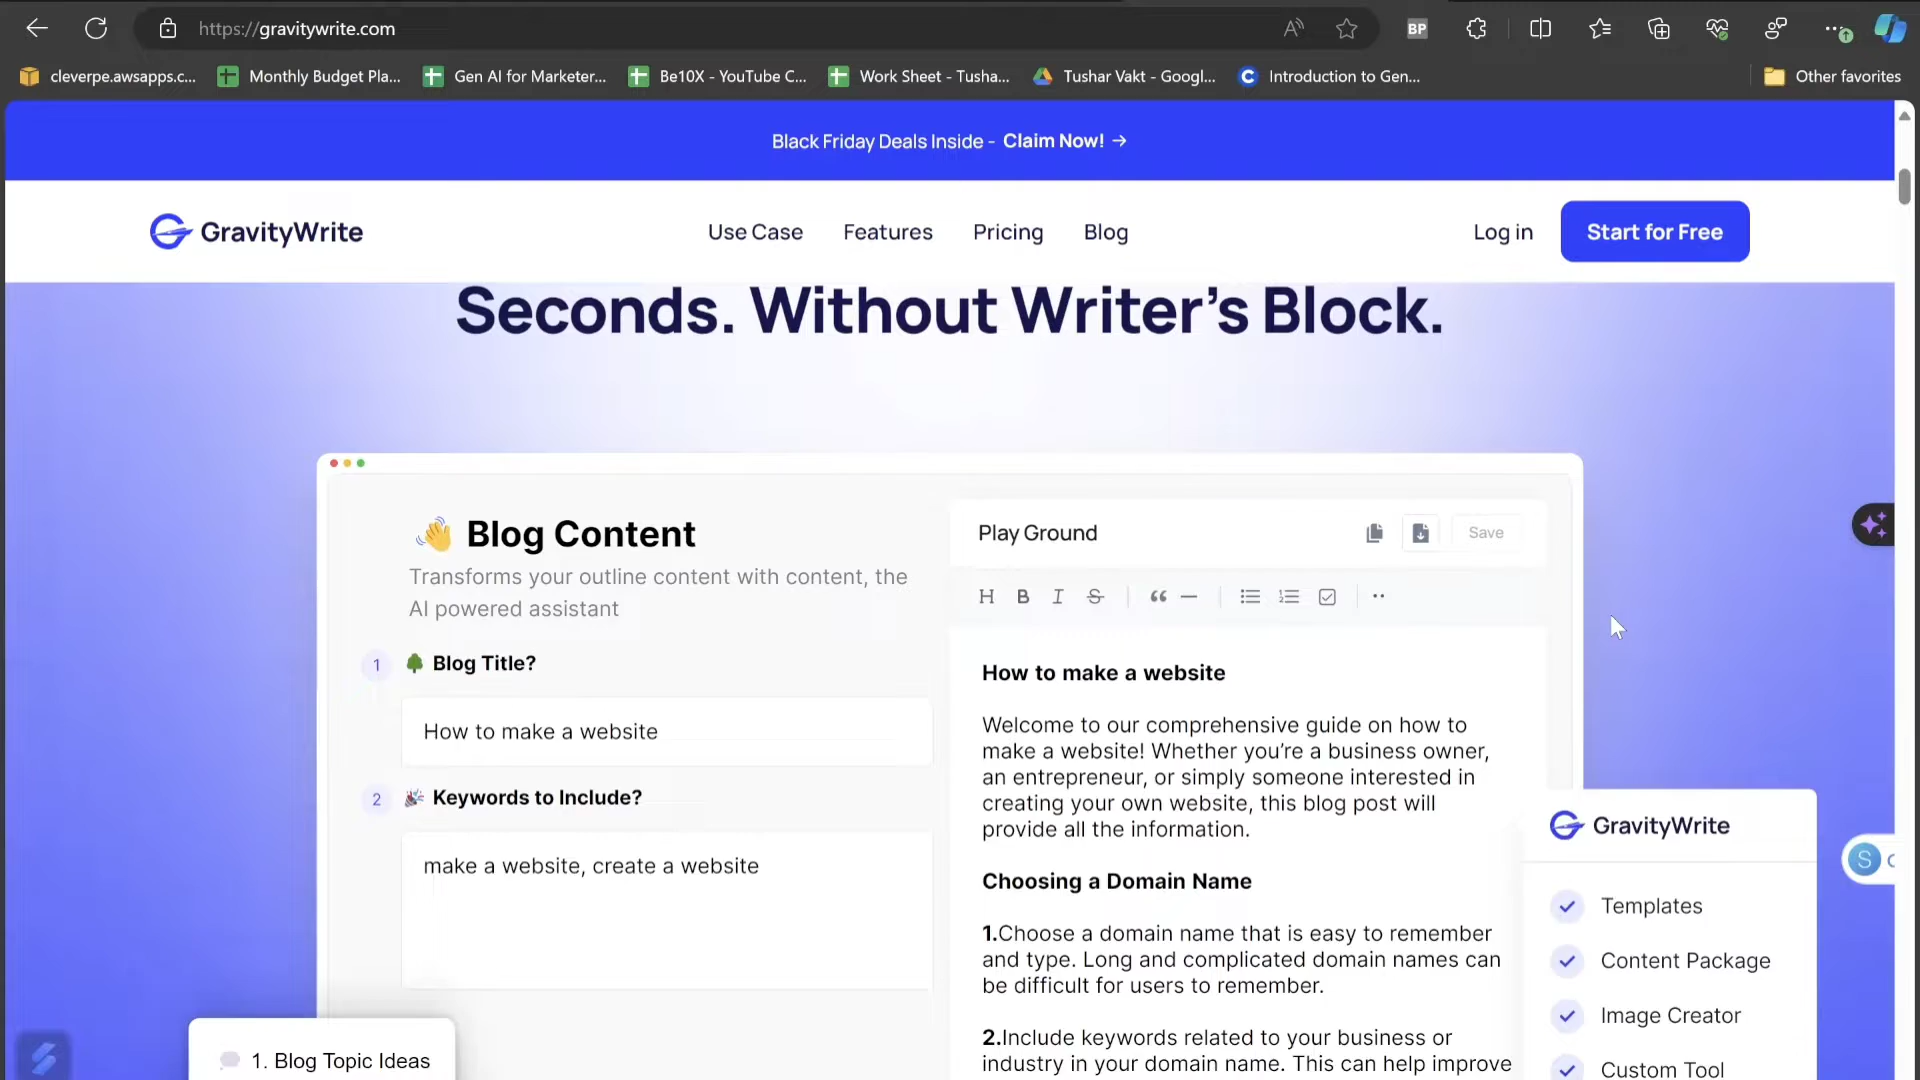 https://gravitywrite.com
BP
cleverpe.awsapps.c...
Monthly Budget Pla...
Gen AI for Marketer...
Be10X - YouTube C...
Work Sheet - Tusha...
Tushar Vakt - Googl...
Introduction to Gen...
Other favorites
Black Friday Deals Inside - Claim Now! →
GravityWrite
Use Case
Features
Pricing
Blog
Log in
Start for Free
Seconds. Without Writer’s Block.
Blog Content
Transforms your outline content with content, the
AI powered assistant
1 Blog Title?
How to make a website
2 Keywords to Include?
make a website, create a website
1. Blog Topic Ideas
Play Ground
Save
H B I S
How to make a website
Welcome to our comprehensive guide on how to
make a website! Whether you’re a business owner,
an entrepreneur, or simply someone interested in
creating your own website, this blog post will
provide all the information.
Choosing a Domain Name
1.Choose a domain name that is easy to remember
and type. Long and complicated domain names can
be difficult for users to remember.
2.Include keywords related to your business or
industry in your domain name. This can help improve
GravityWrite
Templates
Content Package
Image Creator
Custom Tool
S